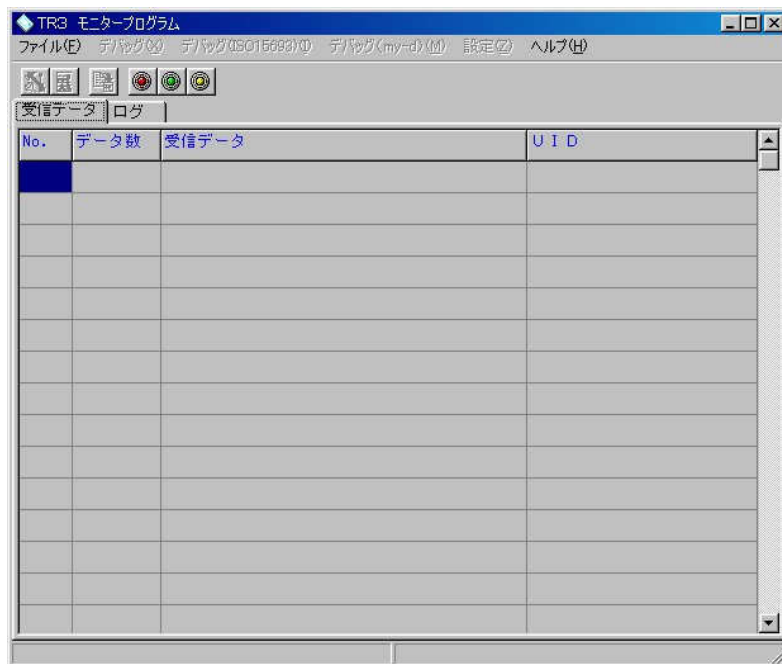 TR3 モニタープログラム
ファイル(F) デバッグ(X) デバッグ(ISO15693)(I) デバッグ(my-d)(M) 設定(Z) ヘルプ(H)
受信データ ログ
No. データ数 受信データ UID